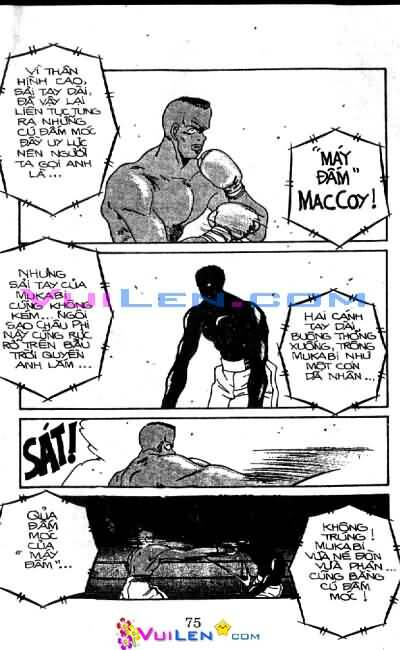 VÌ THÂN
HÌNH CAO,
SẢI TAY DÀI,
ĐÃ VẬY LẠI
LIÊN TỤC TUNG
RA NHỮNG
CÚ ĐẤM MÓC
ĐẦY UY LỰC
NÊN NGƯỜI
TA GỌI ANH
LÀ...
"MÁY
ĐẤM"
MACCOY!
NHƯNG
SẢI TAY CỦA
MUKABI
CŨNG KHÔNG
KÉM... NGÔI
SAO CHÂU PHI
NÀY CŨNG RỰC
RỠ TRÊN BẦU
TRỜI QUYỀN
ANH LẮM...
VUILEN.COM
HAI CÁNH
TAY DÀI,
BUÔNG THÕNG
XUỐNG, TRÔNG
MUKABI NHƯ
MỘT CON
DÃ NHÂN...
SÁT!
QUẢ
ĐẤM
MÓC
CỦA
"MÁY
ĐẤM"...
KHÔNG
TRÚNG!
MUKABI
VỪA NÉ ĐÒN
VỪA PHẢN...
CŨNG BẰNG
CÚ ĐẤM
MÓC!
75
VUILEN
.COM